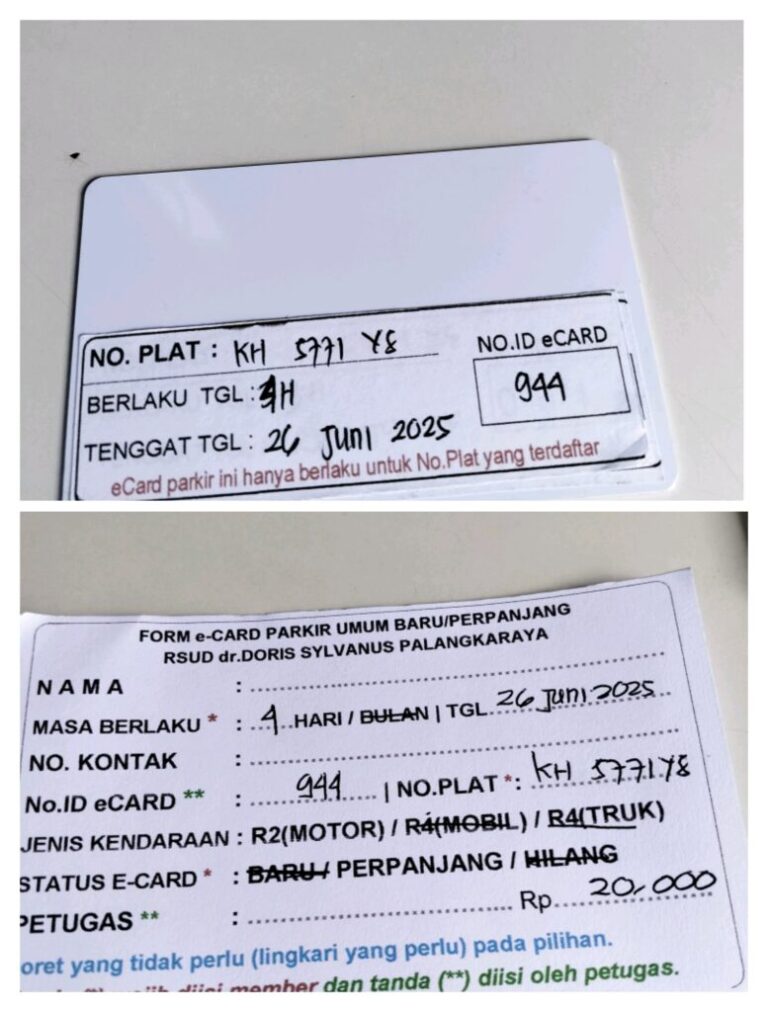 NO. PLAT : KH 5771 YS
NO.ID eCARD
944
BERLAKU TGL : H
TENGGAT TGL : 26 JUNI 2025
eCard parkir ini hanya berlaku untuk No.Plat yang terdaftar
FORM e-CARD PARKIR UMUM BARU/PERPANJANG
RSUD dr.DORIS SYLVANUS PALANGKARAYA
NAMA :
MASA BERLAKU * : 1 HARI / BULAN | TGL 26 Juni 2025
NO. KONTAK :
No.ID eCARD ** : 944 | NO.PLAT *: KH 5771 YS
JENIS KENDARAAN : R2(MOTOR) / R4(MOBIL) / R4(TRUK)
STATUS E-CARD * : BARU / PERPANJANG / HILANG
PETUGAS ** : Rp 20.000
oret yang tidak perlu (lingkari yang perlu) pada pilihan.
diisi member dan tanda (**) diisi oleh petugas.